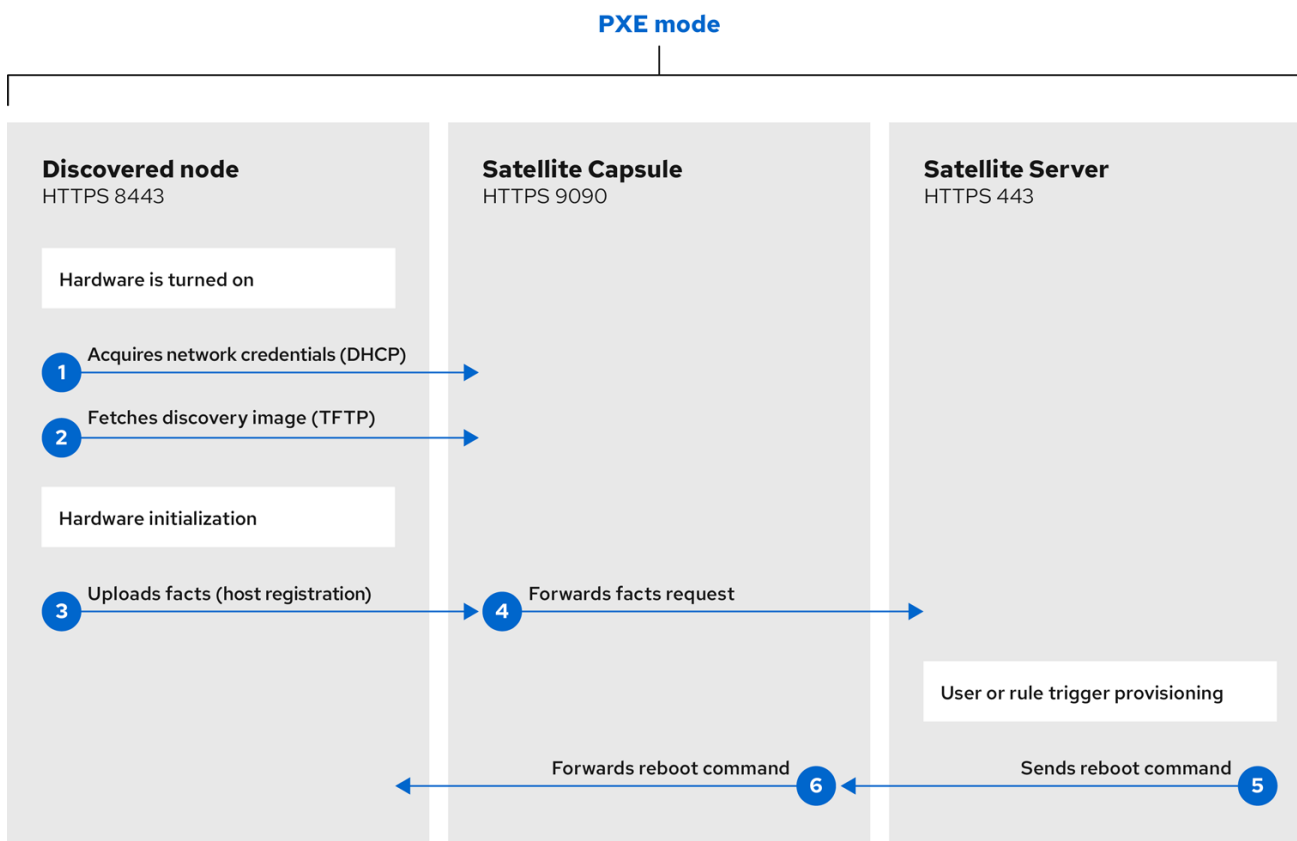 PXE mode
Discovered node
HTTPS 8443
Hardware is turned on
1
Acquires network credentials (DHCP)
2
Fetches discovery image (TFTP)
Hardware initialization
3
Uploads facts (host registration)
Satellite Capsule
HTTPS 9090
4
Forwards facts request
Satellite Server
HTTPS 443
User or rule trigger provisioning
Sends reboot command
5
Forwards reboot command
6